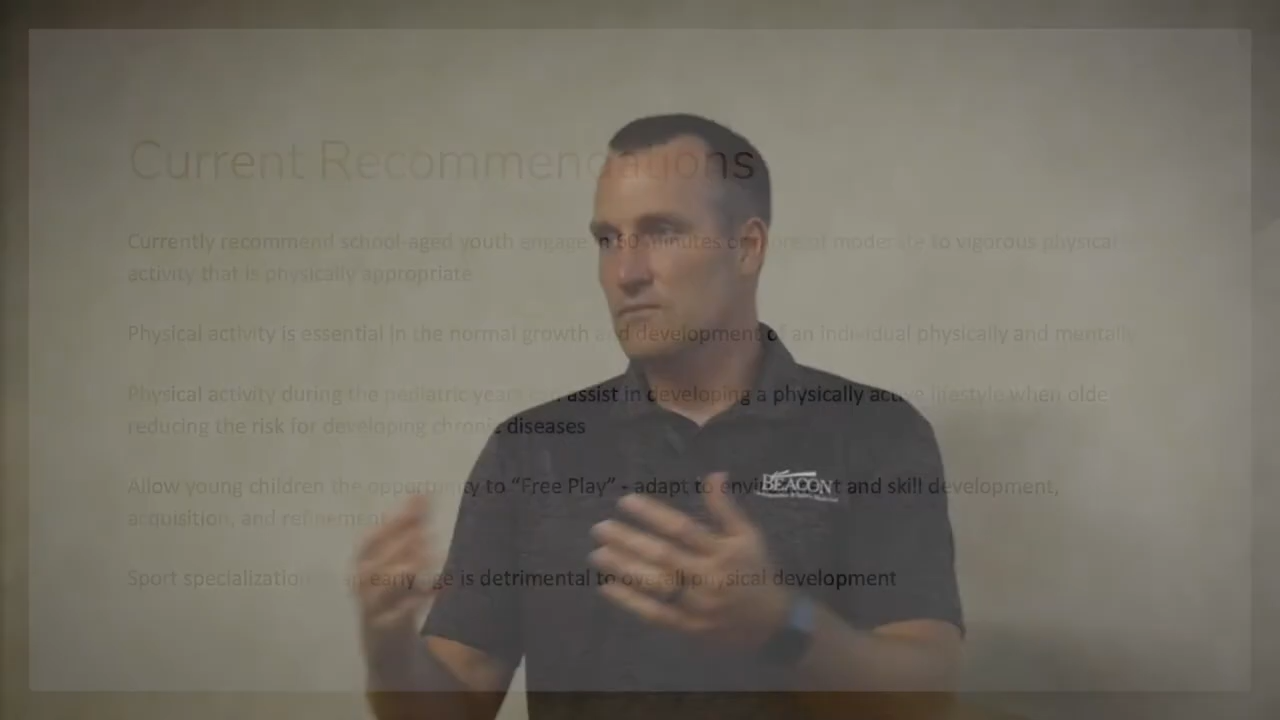 Current Recommendations
Currently recommend school-aged youth engage in 60 minutes or more of moderate to vigorous physical
activity that is physically appropriate
Physical activity is essential in the normal growth and development of an individual physically and mentally
Physical activity during the pediatric years can assist in developing a physically active lifestyle when olde
reducing the risk for developing chronic diseases
Allow young children the opportunity to “Free Play” - adapt to environment and skill development,
acquisition, and refinement
Sport specialization an early age is detrimental to overall physical development
BEACON